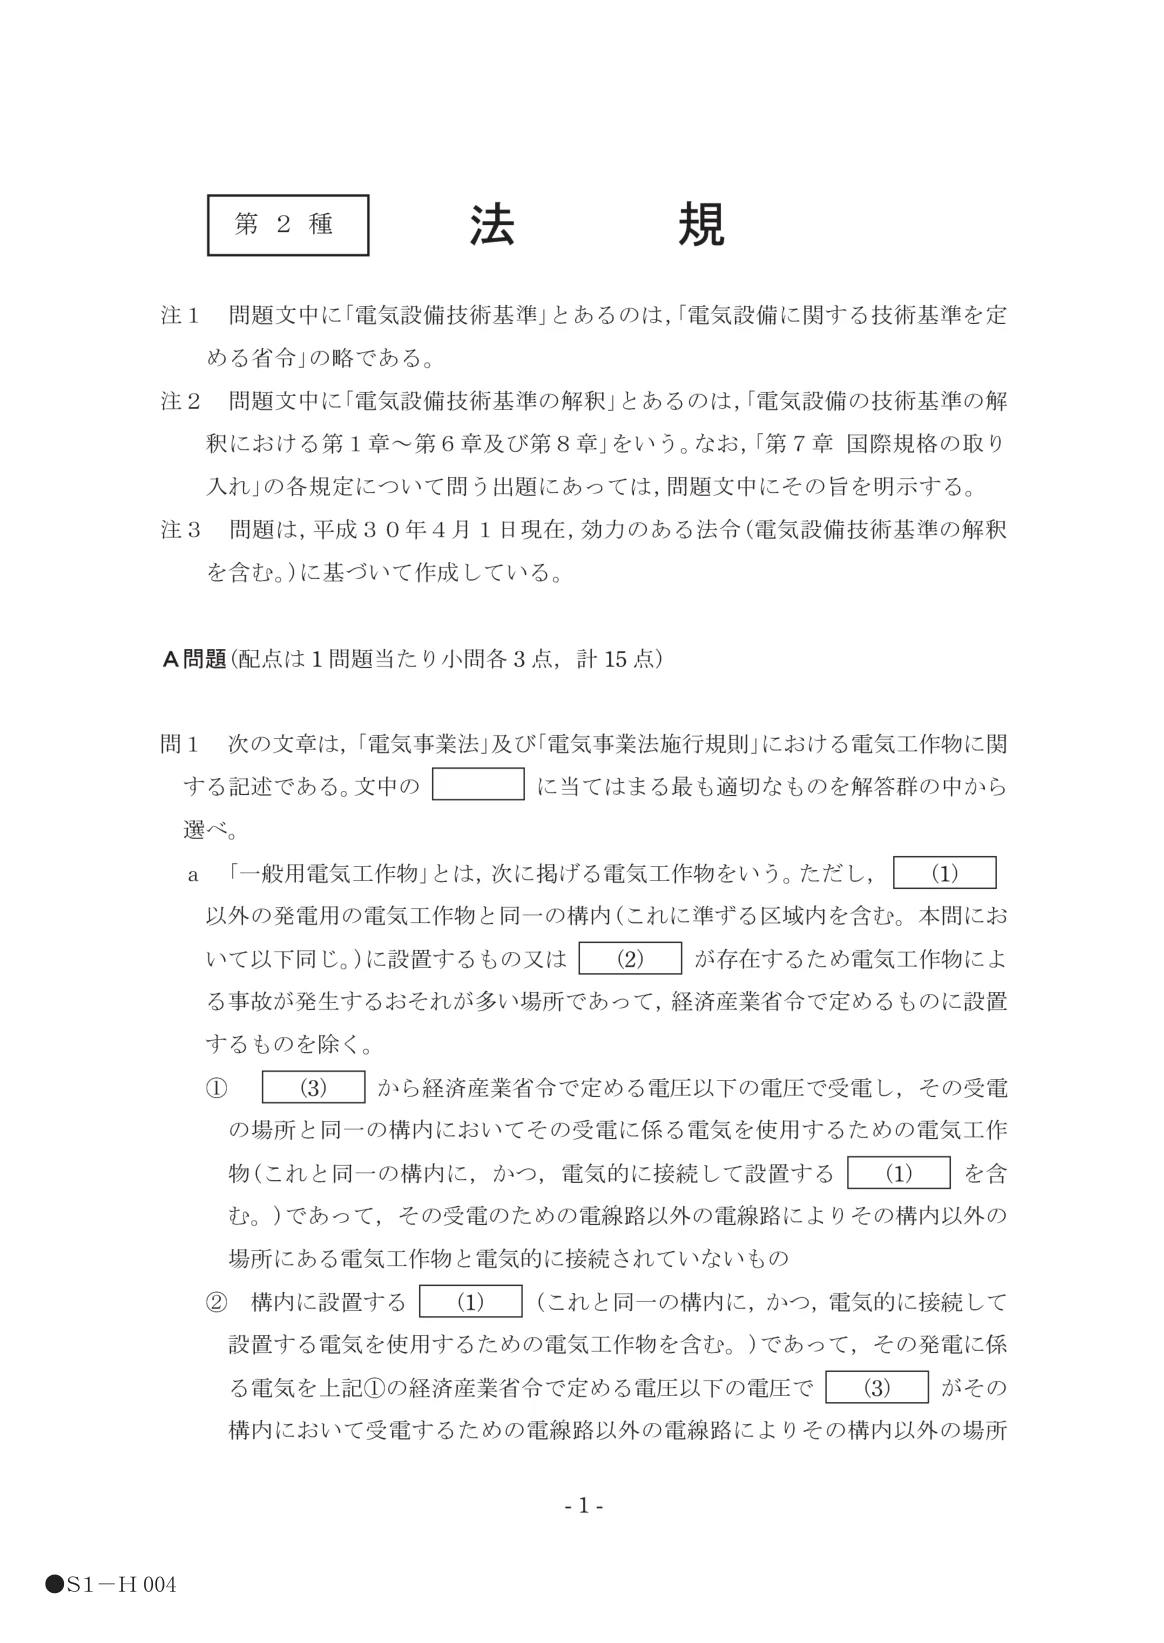 第 2 種
法 規
注1 問題文中に「電気設備技術基準」とあるのは,「電気設備に関する技術基準を定
める省令」の略である。
注2 問題文中に「電気設備技術基準の解釈」とあるのは,「電気設備の技術基準の解
釈における第1章～第6章及び第8章」をいう。なお,「第7章 国際規格の取り
入れ」の各規定について問う出題にあっては,問題文中にその旨を明示する。
注3 問題は,平成30年4月1日現在,効力のある法令(電気設備技術基準の解釈
を含む。)に基づいて作成している。
A問題(配点は1問題当たり小問各3点, 計15点)
問1 次の文章は,「電気事業法」及び「電気事業法施行規則」における電気工作物に関
する記述である。文中の に当てはまる最も適切なものを解答群の中から
選べ。
a 「一般用電気工作物」とは,次に掲げる電気工作物をいう。ただし, (1)
以外の発電用の電気工作物と同一の構内(これに準ずる区域内を含む。本問にお
いて以下同じ。)に設置するもの又は (2) が存在するため電気工作物によ
る事故が発生するおそれが多い場所であって,経済産業省令で定めるものに設置
するものを除く。
① (3) から経済産業省令で定める電圧以下の電圧で受電し, その受電
の場所と同一の構内においてその受電に係る電気を使用するための電気工作
物(これと同一の構内に, かつ, 電気的に接続して設置する (1) を含
む。)であって, その受電のための電線路以外の電線路によりその構内以外の
場所にある電気工作物と電気的に接続されていないもの
② 構内に設置する (1) (これと同一の構内に,かつ,電気的に接続して
設置する電気を使用するための電気工作物を含む。)であって, その発電に係
る電気を上記①の経済産業省令で定める電圧以下の電圧で (3) がその
構内において受電するための電線路以外の電線路によりその構内以外の場所
- 1 -
●S1－H004